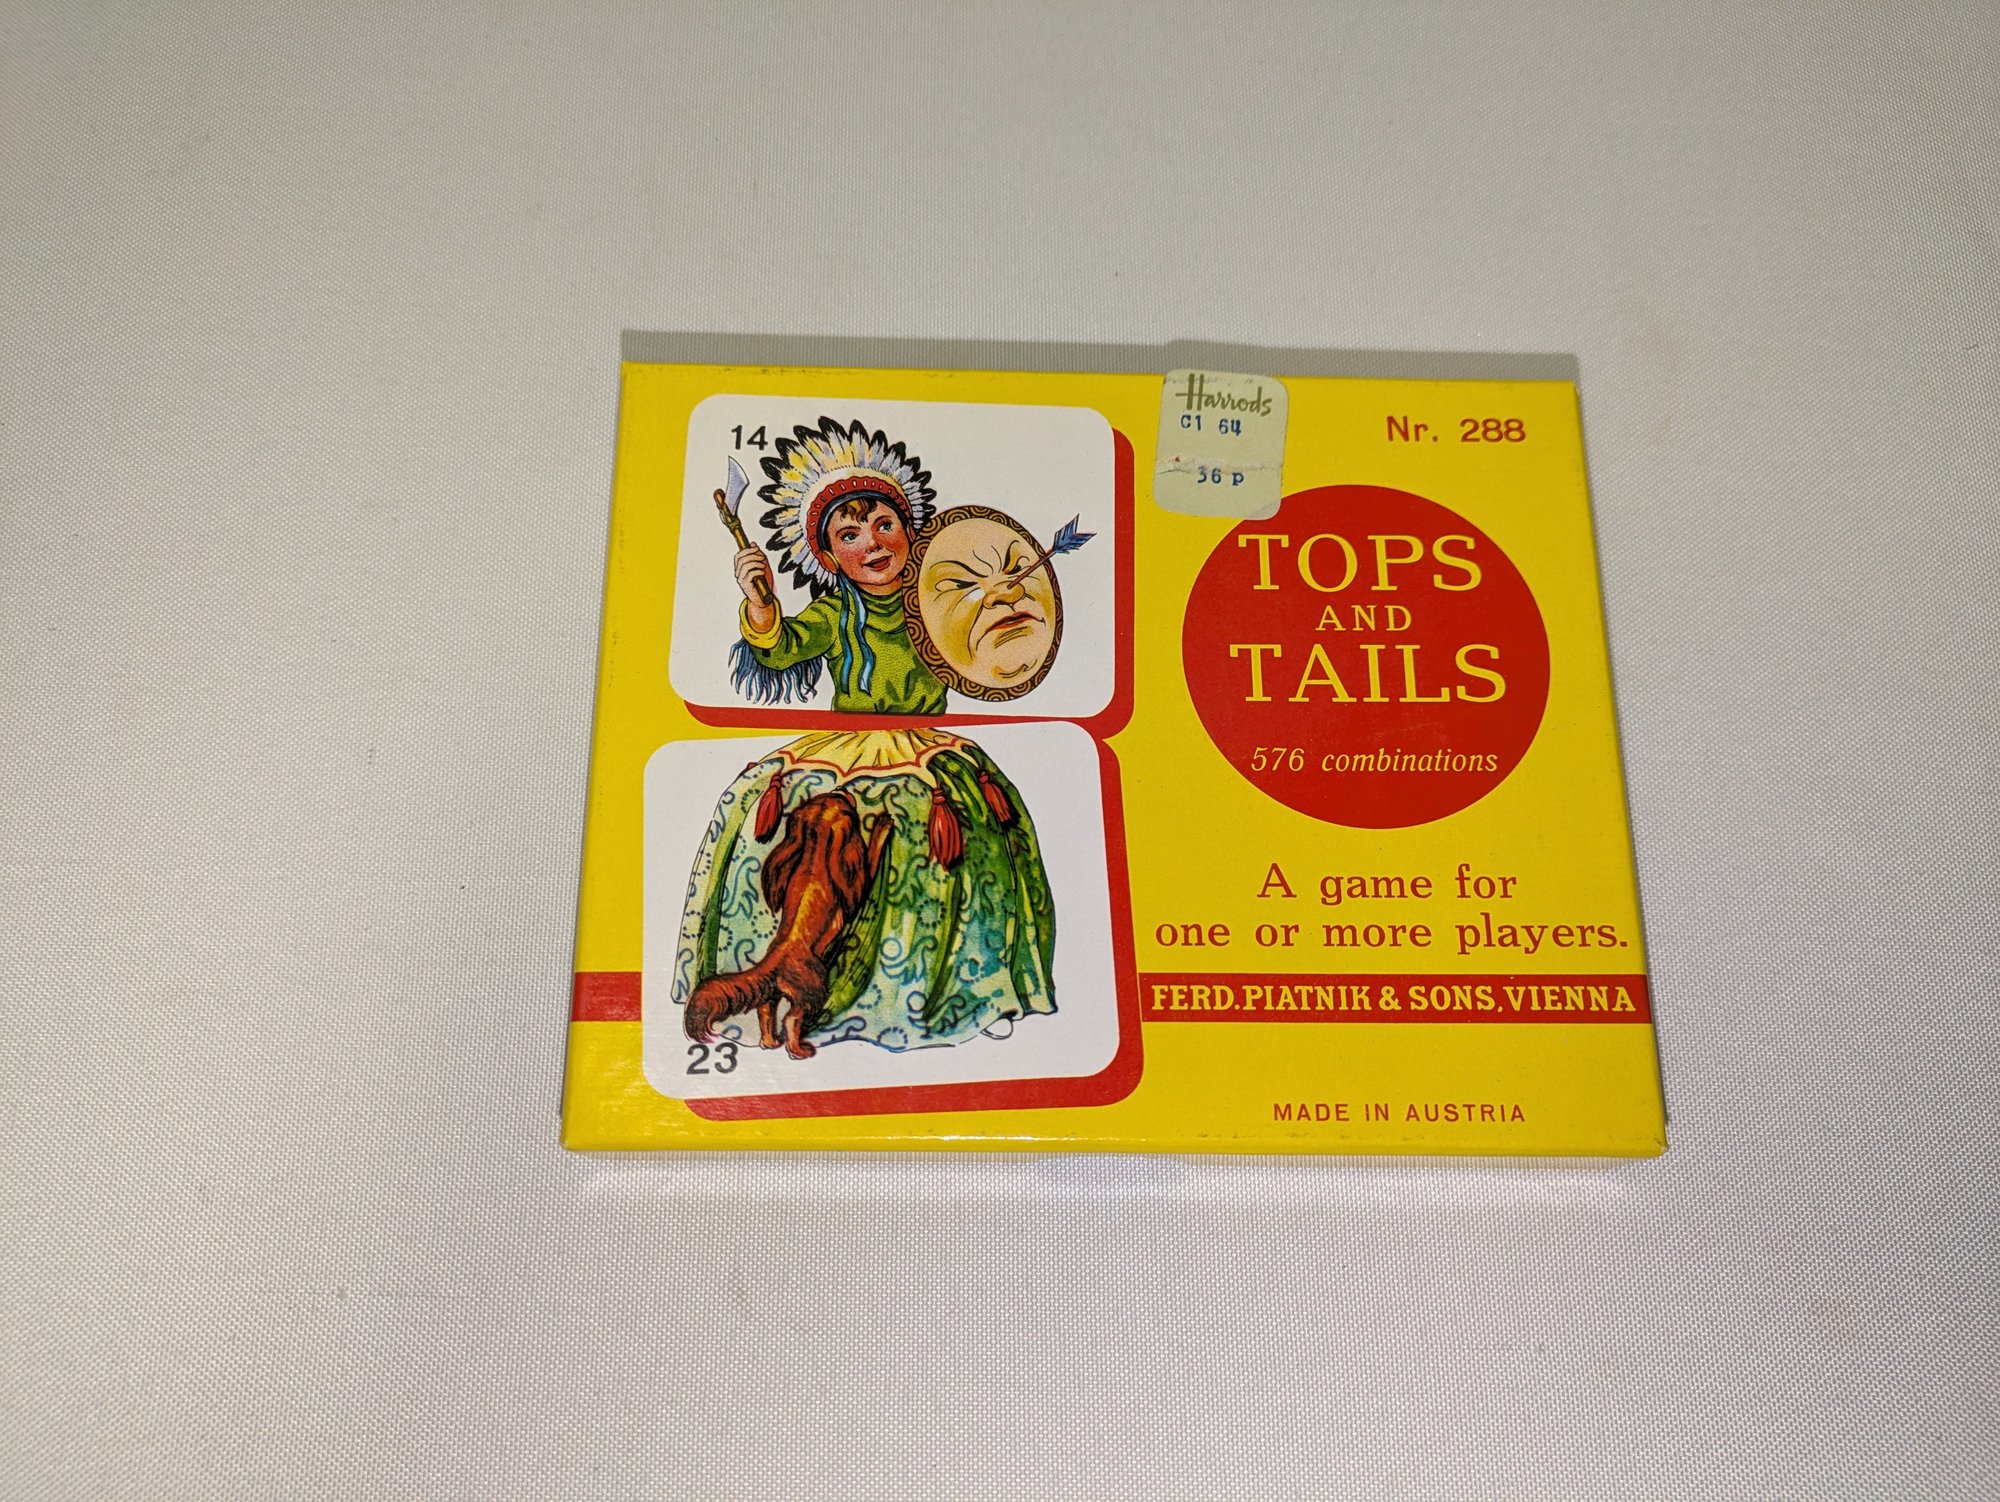 14
Harrods
C1 64
36 P
Nr. 288
TOPS
AND
TAILS
576 combinations
A game for
one or more players.
FERD. PIATNIK & SONS, VIENNA
23
MADE IN AUSTRIA